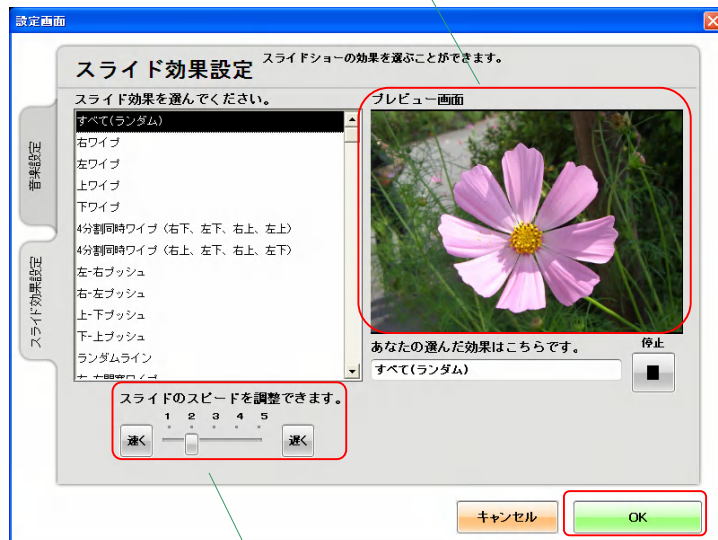 設定画面
スライド効果設定 スライドショーの効果を選ぶことができます。
音楽設定
スライド効果設定
スライド効果を選んでください。
すべて(ランダム)
右ワイプ
左ワイプ
上ワイプ
下ワイプ
4分割同時ワイプ（右下、左下、右上、左上）
4分割同時ワイプ（右上、左上、右下、左下）
左-右プッシュ
右-左プッシュ
上-下プッシュ
下-上プッシュ
ランダムライン
プレビュー画面
あなたの選んだ効果はこちらです。
すべて(ランダム)
停止
スライドのスピードを調整できます。
1 2 3 4 5
速く 遅く
キャンセル OK